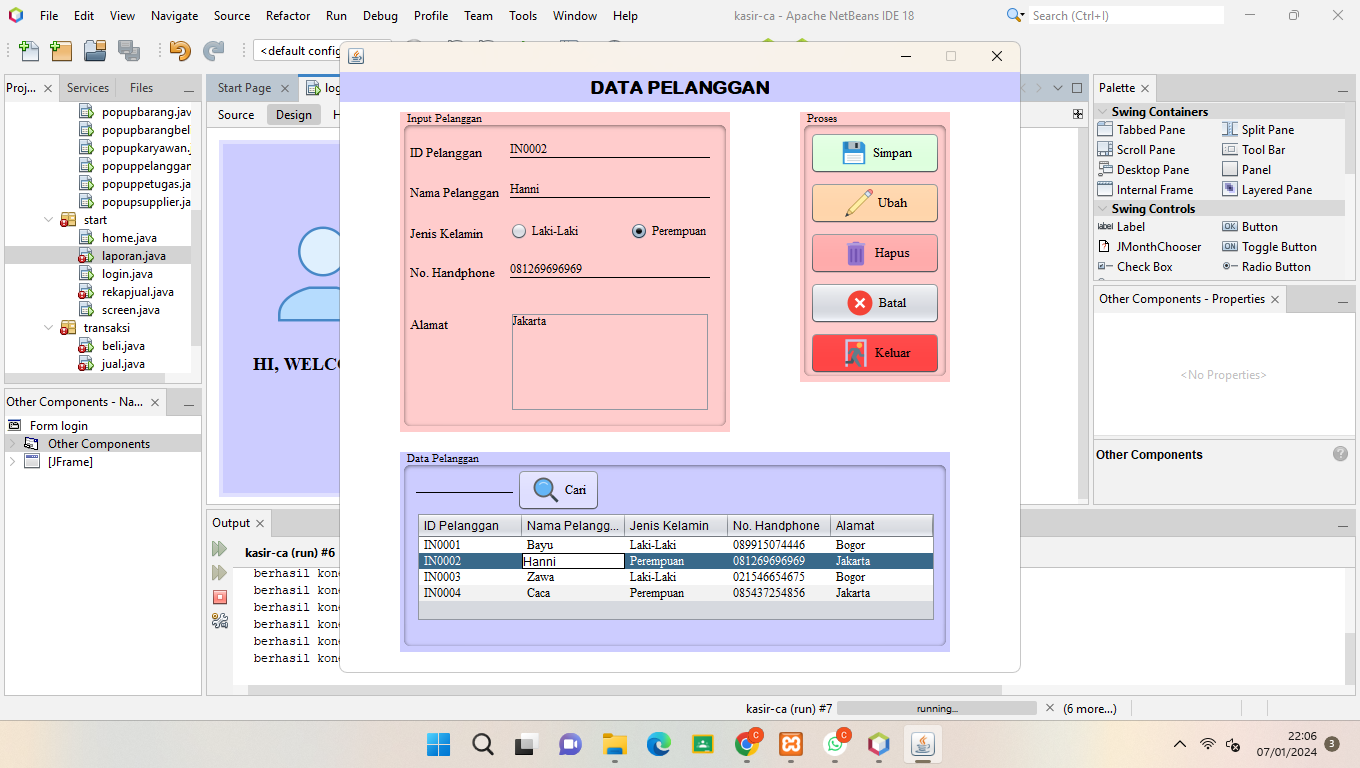 File Edit View Navigate Source Refactor Run Debug Profile Team Tools Window Help
kasir-ca - Apache NetBeans IDE 18
Search (Ctrl+I)
<default config
Proj...
Services
Files
popupbarang.jav
popupbarangbel
popupkaryawan.
popuppelanggan
popuppetugas.ja
popupsupplier.ja
start
home.java
laporan.java
login.java
rekapjual.java
screen.java
transaksi
beli.java
jual.java
Other Components - Na...
Form login
Other Components
[JFrame]
Start Page
log
Source
Design
H
HI, WELCO
DATA PELANGGAN
Input Pelanggan
ID Pelanggan IN0002
Nama Pelanggan Hanni
Jenis Kelamin Laki-Laki Perempuan
No. Handphone 081269696969
Alamat Jakarta
Proses
Simpan
Ubah
Hapus
Batal
Keluar
Data Pelanggan
Cari
ID Pelanggan Nama Pelangg... Jenis Kelamin No. Handphone Alamat
IN0001 Bayu Laki-Laki 089915074446 Bogor
IN0002 Hanni Perempuan 081269696969 Jakarta
IN0003 Zawa Laki-Laki 021546654675 Bogor
IN0004 Caca Perempuan 085437254856 Jakarta
Palette
Swing Containers
Tabbed Pane Split Pane
Scroll Pane Tool Bar
Desktop Pane Panel
Internal Frame Layered Pane
Swing Controls
Label Button
JMonthChooser Toggle Button
Check Box Radio Button
Other Components - Properties
<No Properties>
Other Components
Output
kasir-ca (run) #6
berhasil kone
berhasil kone
berhasil kone
berhasil kone
berhasil kone
berhasil kone
kasir-ca (run) #7
running...
(6 more...)
22:06
07/01/2024
3